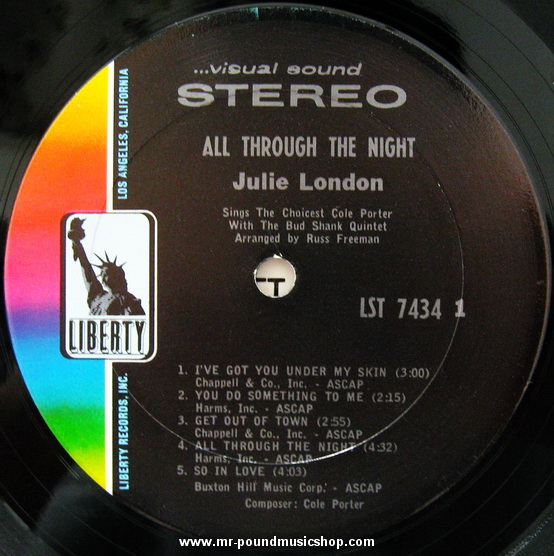 ...visual sound
STEREO
ALL THROUGH THE NIGHT
Julie London
Sings The Choicest Cole Porter
With The Bud Shank Quintet
Arranged by Russ Freeman
LOS ANGELES, CALIFORNIA
LIBERTY
LIBERTY RECORDS, INC.
LST 7434 1
1. I'VE GOT YOU UNDER MY SKIN (3:00)
Chappell & Co., Inc. - ASCAP
2. YOU DO SOMETHING TO ME (2:15)
Harms, Inc. - ASCAP
3. GET OUT OF TOWN (2:55)
Chappell & Co., Inc. - ASCAP
4. ALL THROUGH THE NIGHT (4:32)
Harms, Inc. - ASCAP
5. SO IN LOVE (4:03)
Buxton Hill Music Corp. - ASCAP
Composer: Cole Porter
www.mr-poundmusicshop.com